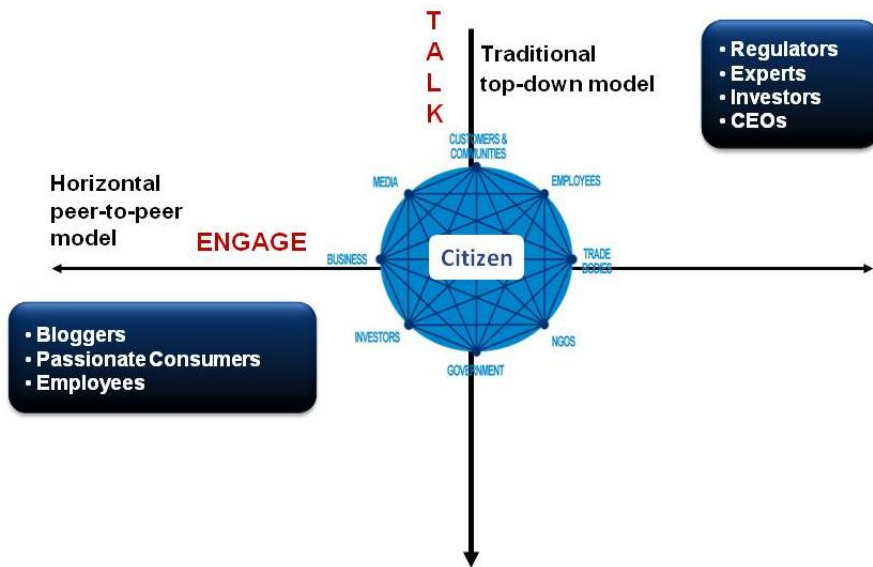 T
A
L
K
Traditional
top-down model
• Regulators
• Experts
• Investors
• CEOs
CUSTOMERS &
COMMUNITIES
MEDIA
EMPLOYEES
Horizontal
peer-to-peer
model
ENGAGE
BUSINESS
Citizen
TRADE
BODIES
• Bloggers
• Passionate Consumers
• Employees
INVESTORS
NGOS
GOVERNMENT